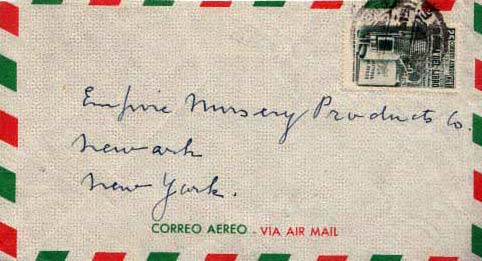 Empire Nursery Products Co.
Newark
New York.
CORREO AEREO - VIA AIR MAIL